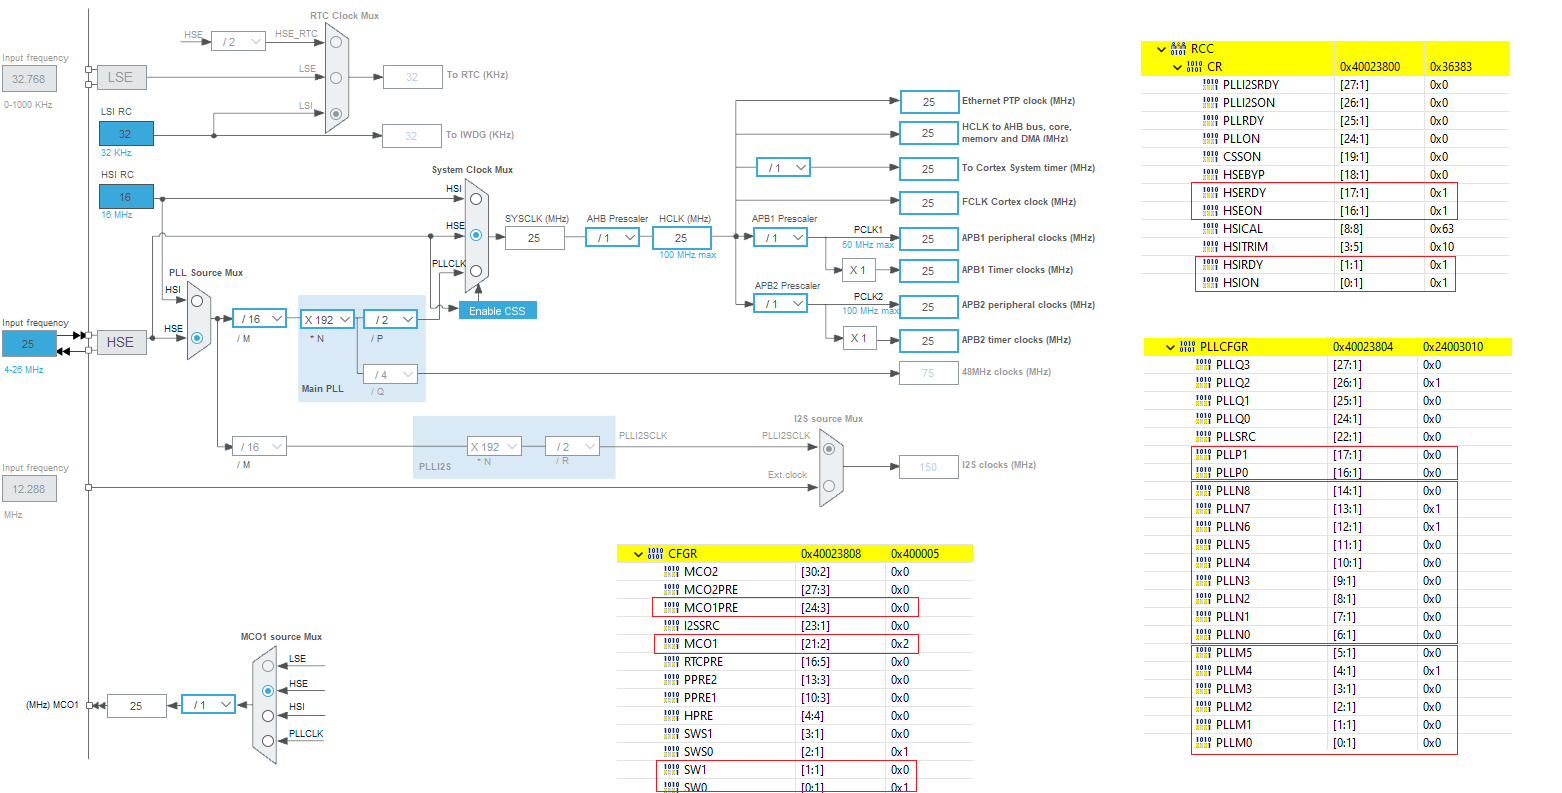 RTC Clock Mux
HSE
/ 2
HSE_RTC
Input frequency
32.768
0-1000 KHz
LSE
LSE
32
To RTC (KHz)
LSI RC
LSI
32
32 KHz
32
To IWDG (KHz)
HSI RC
16
16 MHz
System Clock Mux
HSI
HSE
PLLCLK
SYSCLK (MHz)
25
AHB Prescaler
/ 1
HCLK (MHz)
25
100 MHz max
25
Ethernet PTP clock (MHz)
25
HCLK to AHB bus, core,
memory and DMA (MHz)
/ 1
25
To Cortex System timer (MHz)
25
FCLK Cortex clock (MHz)
APB1 Prescaler
/ 1
PCLK1
50 MHz max
25
APB1 peripheral clocks (MHz)
X 1
25
APB1 Timer clocks (MHz)
APB2 Prescaler
/ 1
PCLK2
100 MHz max
25
APB2 peripheral clocks (MHz)
X 1
25
APB2 timer clocks (MHz)
PLL Source Mux
HSI
HSE
Input frequency
25
4-26 MHz
HSE
/ 16
/ M
X 192
* N
/ 2
/ P
Enable CSS
/ 4
/ Q
Main PLL
75
48MHz clocks (MHz)
/ 16
/ M
PLLI2S
X 192
* N
/ 2
/ R
PLLI2SCLK
I2S source Mux
PLLI2SCLK
Ext.clock
150
I2S clocks (MHz)
Input frequency
12.288
MHz
MCO1 source Mux
LSE
HSE
HSI
PLLCLK
(MHz) MCO1
25
/ 1
CFGR 0x40023808 0x400005
MCO2 [30:2] 0x0
MCO2PRE [27:3] 0x0
MCO1PRE [24:3] 0x0
I2SSRC [23:1] 0x0
MCO1 [21:2] 0x2
RTCPRE [16:5] 0x0
PPRE2 [13:3] 0x0
PPRE1 [10:3] 0x0
HPRE [4:4] 0x0
SWS1 [3:1] 0x0
SWS0 [2:1] 0x1
SW1 [1:1] 0x0
SW0 [0:1] 0x1
RCC
CR 0x40023800 0x36383
PLLI2SRDY [27:1] 0x0
PLLI2SON [26:1] 0x0
PLLRDY [25:1] 0x0
PLLON [24:1] 0x0
CSSON [19:1] 0x0
HSEBYP [18:1] 0x0
HSERDY [17:1] 0x1
HSEON [16:1] 0x1
HSICAL [8:8] 0x63
HSITRIM [3:5] 0x10
HSIRDY [1:1] 0x1
HSION [0:1] 0x1
PLLCFGR 0x40023804 0x24003010
PLLQ3 [27:1] 0x0
PLLQ2 [26:1] 0x1
PLLQ1 [25:1] 0x0
PLLQ0 [24:1] 0x0
PLLSRC [22:1] 0x0
PLLP1 [17:1] 0x0
PLLP0 [16:1] 0x0
PLLN8 [14:1] 0x0
PLLN7 [13:1] 0x1
PLLN6 [12:1] 0x1
PLLN5 [11:1] 0x0
PLLN4 [10:1] 0x0
PLLN3 [9:1] 0x0
PLLN2 [8:1] 0x0
PLLN1 [7:1] 0x0
PLLN0 [6:1] 0x0
PLLM5 [5:1] 0x0
PLLM4 [4:1] 0x1
PLLM3 [3:1] 0x0
PLLM2 [2:1] 0x0
PLLM1 [1:1] 0x0
PLLM0 [0:1] 0x0